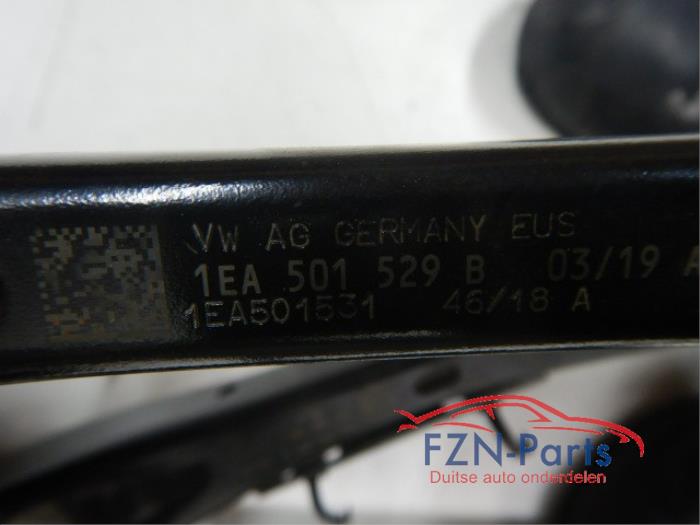 VW AG GERMANY EUS
1EA 501 529 B 03/19 A
1EA501531 46/18 A
FZN-Parts
Duitse auto onderdelen